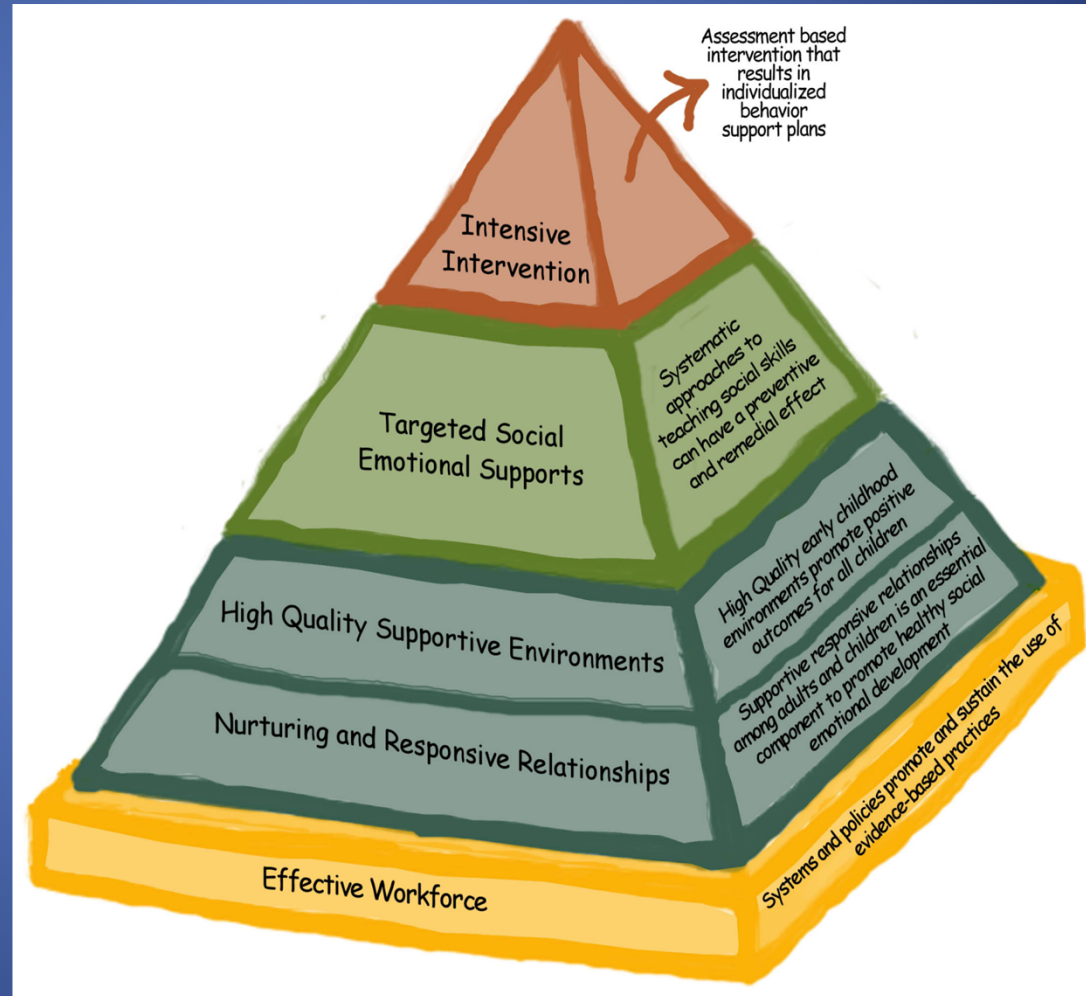 Assessment based
intervention that
results in
individualized
behavior
support plans
Intensive
Intervention
Systematic
approaches to
teaching social skills
can have a preventive
and remedial effect
Targeted Social
Emotional Supports
High Quality early childhood
environments promote positive
outcomes for all children
High Quality Supportive Environments
Supportive responsive relationships
among adults and children is an essential
component to promote healthy social
emotional development
Nurturing and Responsive Relationships
Systems and policies promote and sustain the use of
evidence-based practices
Effective Workforce